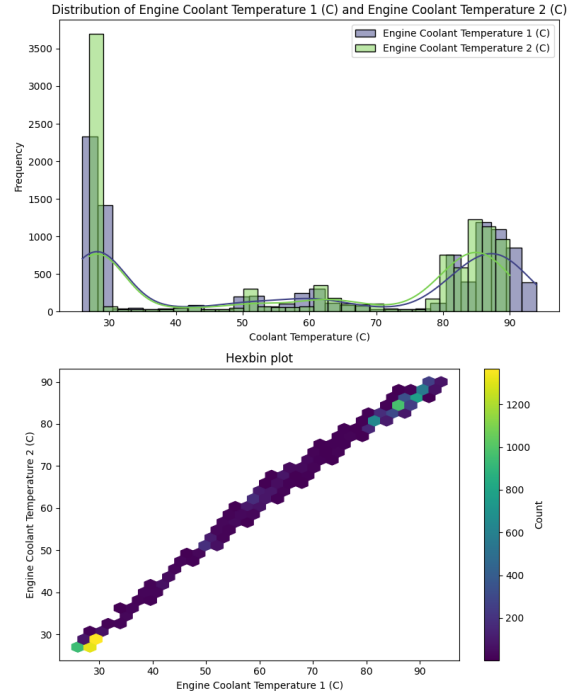 Distribution of Engine Coolant Temperature 1 (C) and Engine Coolant Temperature 2 (C)
Engine Coolant Temperature 1 (C)
Engine Coolant Temperature 2 (C)
3500
3000
2500
2000
1500
1000
500
0
Frequency
30 40 50 60 70 80 90
Coolant Temperature (C)
Hexbin plot
90
80
70
60
50
40
30
Engine Coolant Temperature 2 (C)
30 40 50 60 70 80 90
Engine Coolant Temperature 1 (C)
1200
1000
800
600
400
200
Count